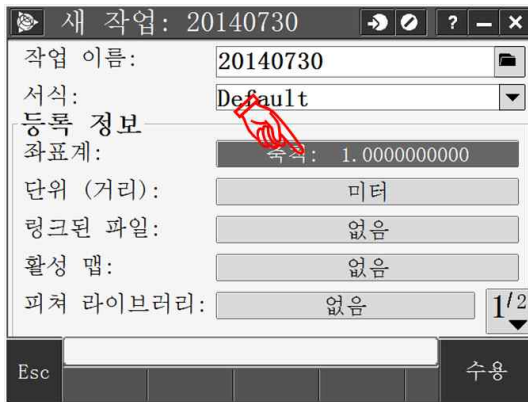 새 작업: 20140730
? – ×
작업 이름: 20140730
서식: Default
등록 정보
좌표계: 축척: 1.0000000000
단위 (거리): 미터
링크된 파일: 없음
활성 맵: 없음
피쳐 라이브러리: 없음
1/2
Esc 수용